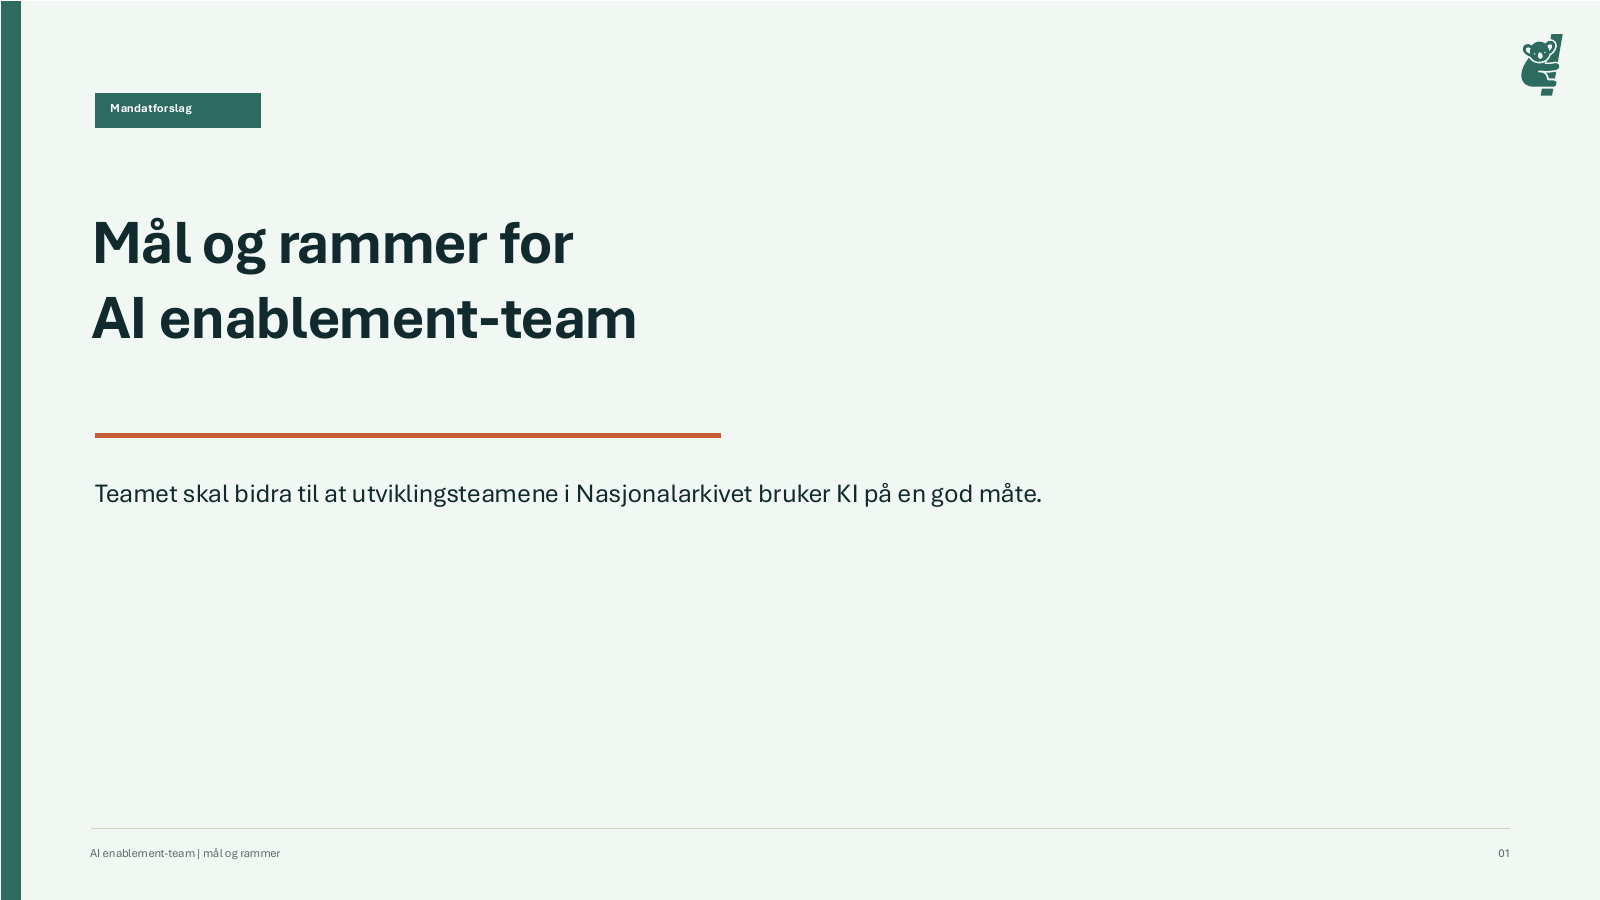 Mandatforslag
Mål og rammer for
AI enablement-team
Teamet skal bidra til at utviklingsteamene i Nasjonalarkivet bruker KI på en god måte.
AI enablement-team | mål og rammer
01